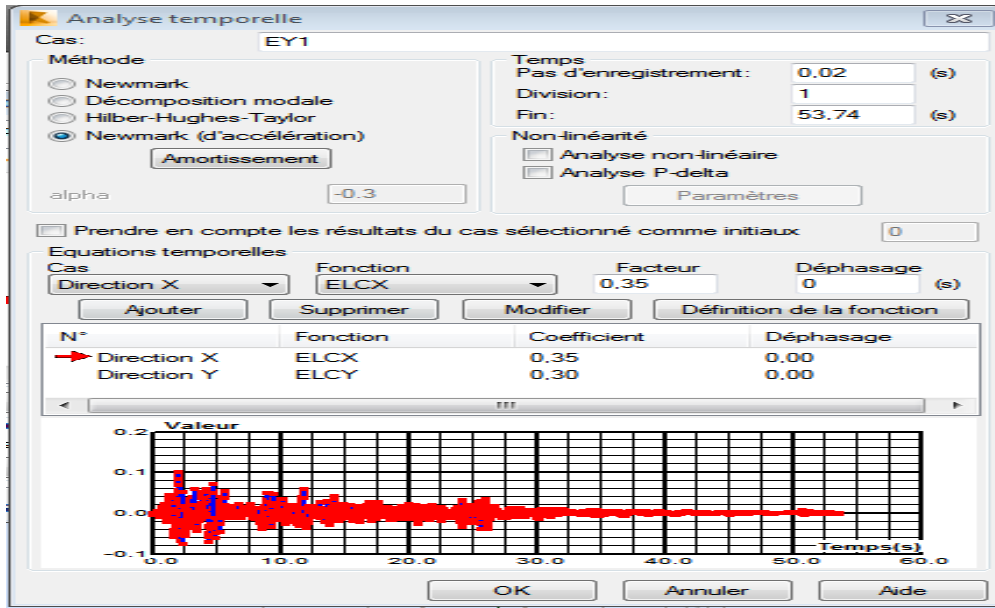 Analyse temporelle
Cas: EY1
Méthode
Newmark
Décomposition modale
Hilber-Hughes-Taylor
Newmark (d'accélération)
Amortissement
alpha -0.3
Temps
Pas d'enregistrement: 0,02 (s)
Division: 1
Fin: 53,74 (s)
Non-linéarité
Analyse non-linéaire
Analyse P-delta
Paramètres
Prendre en compte les résultats du cas sélectionné comme initiaux 0
Equations temporelles
Cas Fonction Facteur Déphasage
Direction X ELCX 0,35 0 (s)
Ajouter Supprimer Modifier Définition de la fonction
N° Fonction Coefficient Déphasage
Direction X ELCX 0,35 0,00
Direction Y ELCY 0,30 0,00
Valeur
0.2
0.1
0.0
-0.1
Temps(s)
0.0 10.0 20.0 30.0 40.0 50.0 60.0
OK Annuler Aide